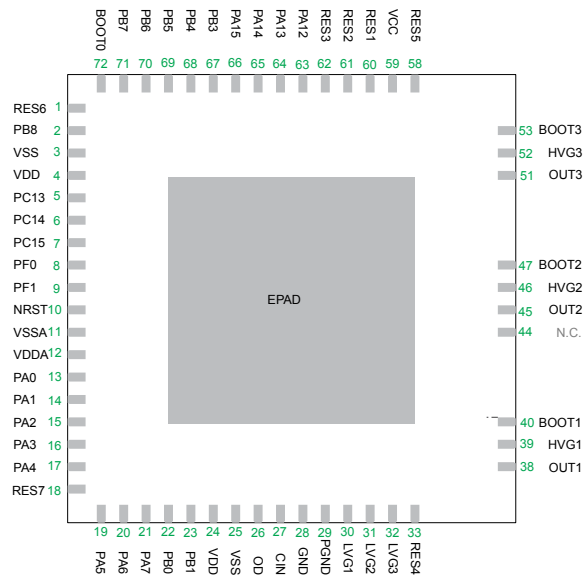 BOOT0 PB7 PB6 PB5 PB4 PB3 PA15 PA14 PA13 PA12 RES3 RES2 RES1 VCC RES5
72 71 70 69 68 67 66 65 64 63 62 61 60 59 58
RES6 1
PB8 2
VSS 3
VDD 4
PC13 5
PC14 6
PC15 7
PF0 8
PF1 9
NRST 10
VSSA 11
VDDA 12
PA0 13
PA1 14
PA2 15
PA3 16
PA4 17
RES7 18
EPAD
53 BOOT3
52 HVG3
51 OUT3
47 BOOT2
46 HVG2
45 OUT2
44 N.C.
40 BOOT1
39 HVG1
38 OUT1
19 20 21 22 23 24 25 26 27 28 29 30 31 32 33
PA5 PA6 PA7 PB0 PB1 VDD VSS OD CIN GND PGND LVG1 LVG2 LVG3 RES4